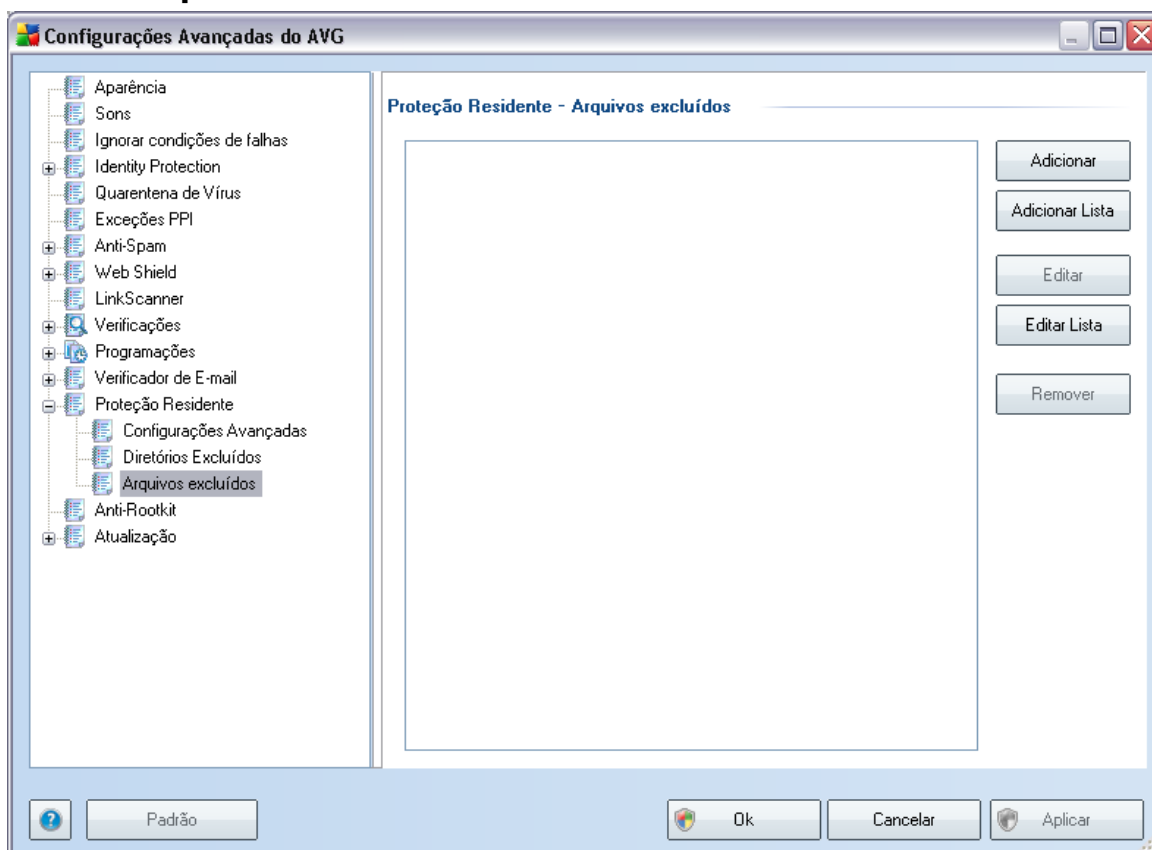 Configurações Avançadas do AVG
Aparência
Sons
Ignorar condições de falhas
Identity Protection
Quarentena de Vírus
Exceções PPI
Anti-Spam
Web Shield
LinkScanner
Verificações
Programações
Verificador de E-mail
Proteção Residente
Configurações Avançadas
Diretórios Excluídos
Arquivos excluídos
Anti-Rootkit
Atualização
Proteção Residente - Arquivos excluídos
Adicionar
Adicionar Lista
Editar
Editar Lista
Remover
Padrão
Ok
Cancelar
Aplicar